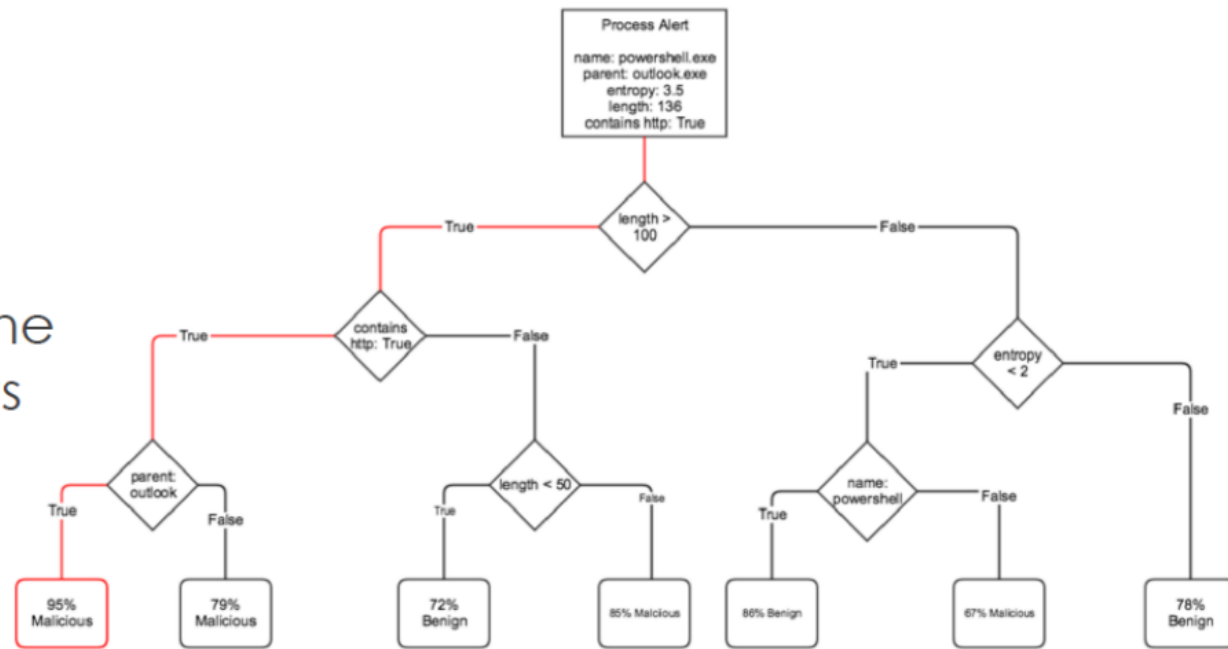 Process Alert
name: powershell.exe
parent: outlook.exe
entropy: 3.5
length: 136
contains http: True
length >
100
True
False
ne
s
contains
http: True
True
False
entropy
< 2
True
False
parent:
outlook
True
False
length < 50
True
False
name:
powershell
True
False
95%
Malicious
79%
Malicious
72%
Benign
85% Malciious
86% Benign
67% Malicious
78%
Benign